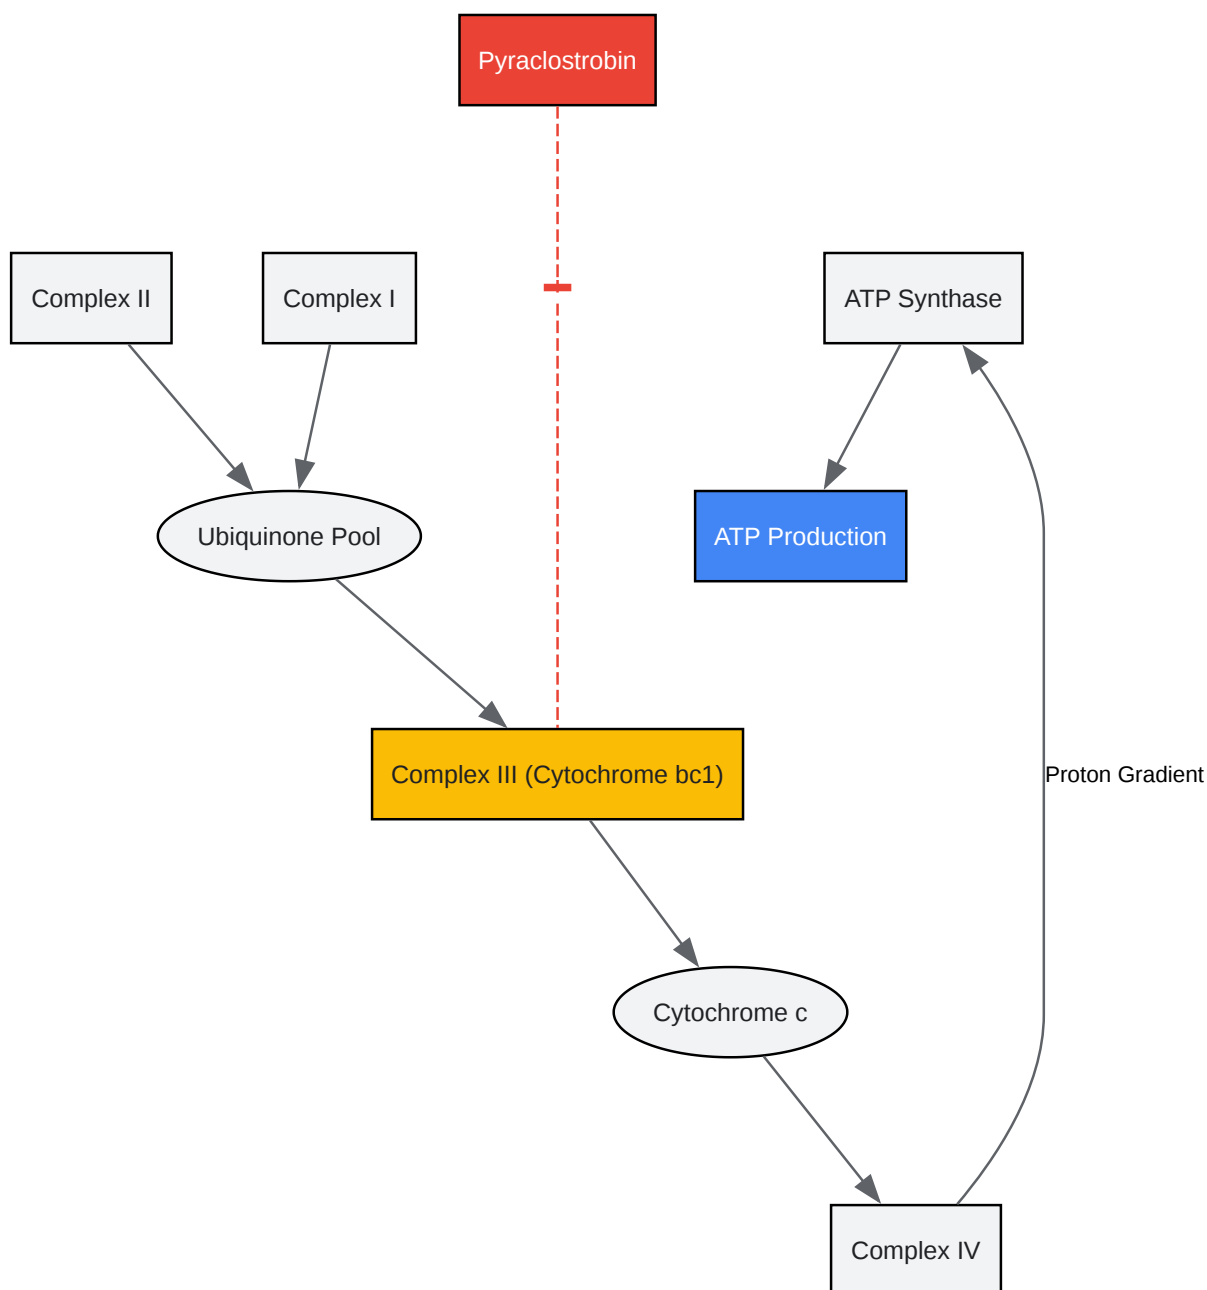 Pyraclostrobin
Complex II
Complex I
ATP Synthase
Ubiquinone Pool
ATP Production
Complex III (Cytochrome bc1)
Proton Gradient
Cytochrome c
Complex IV